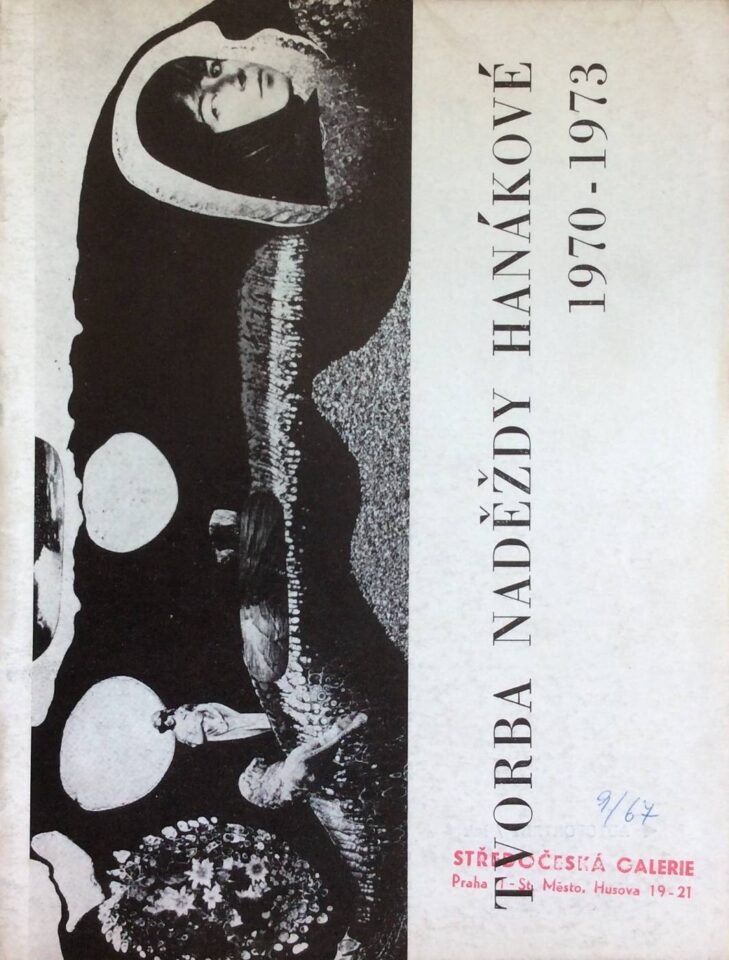 TVORBA NADĚŽDY HANÁKOVÉ
1970 - 1973
9/67
STŘEDOČESKÁ GALERIE
Praha 1 - St. Město, Husova 19-21